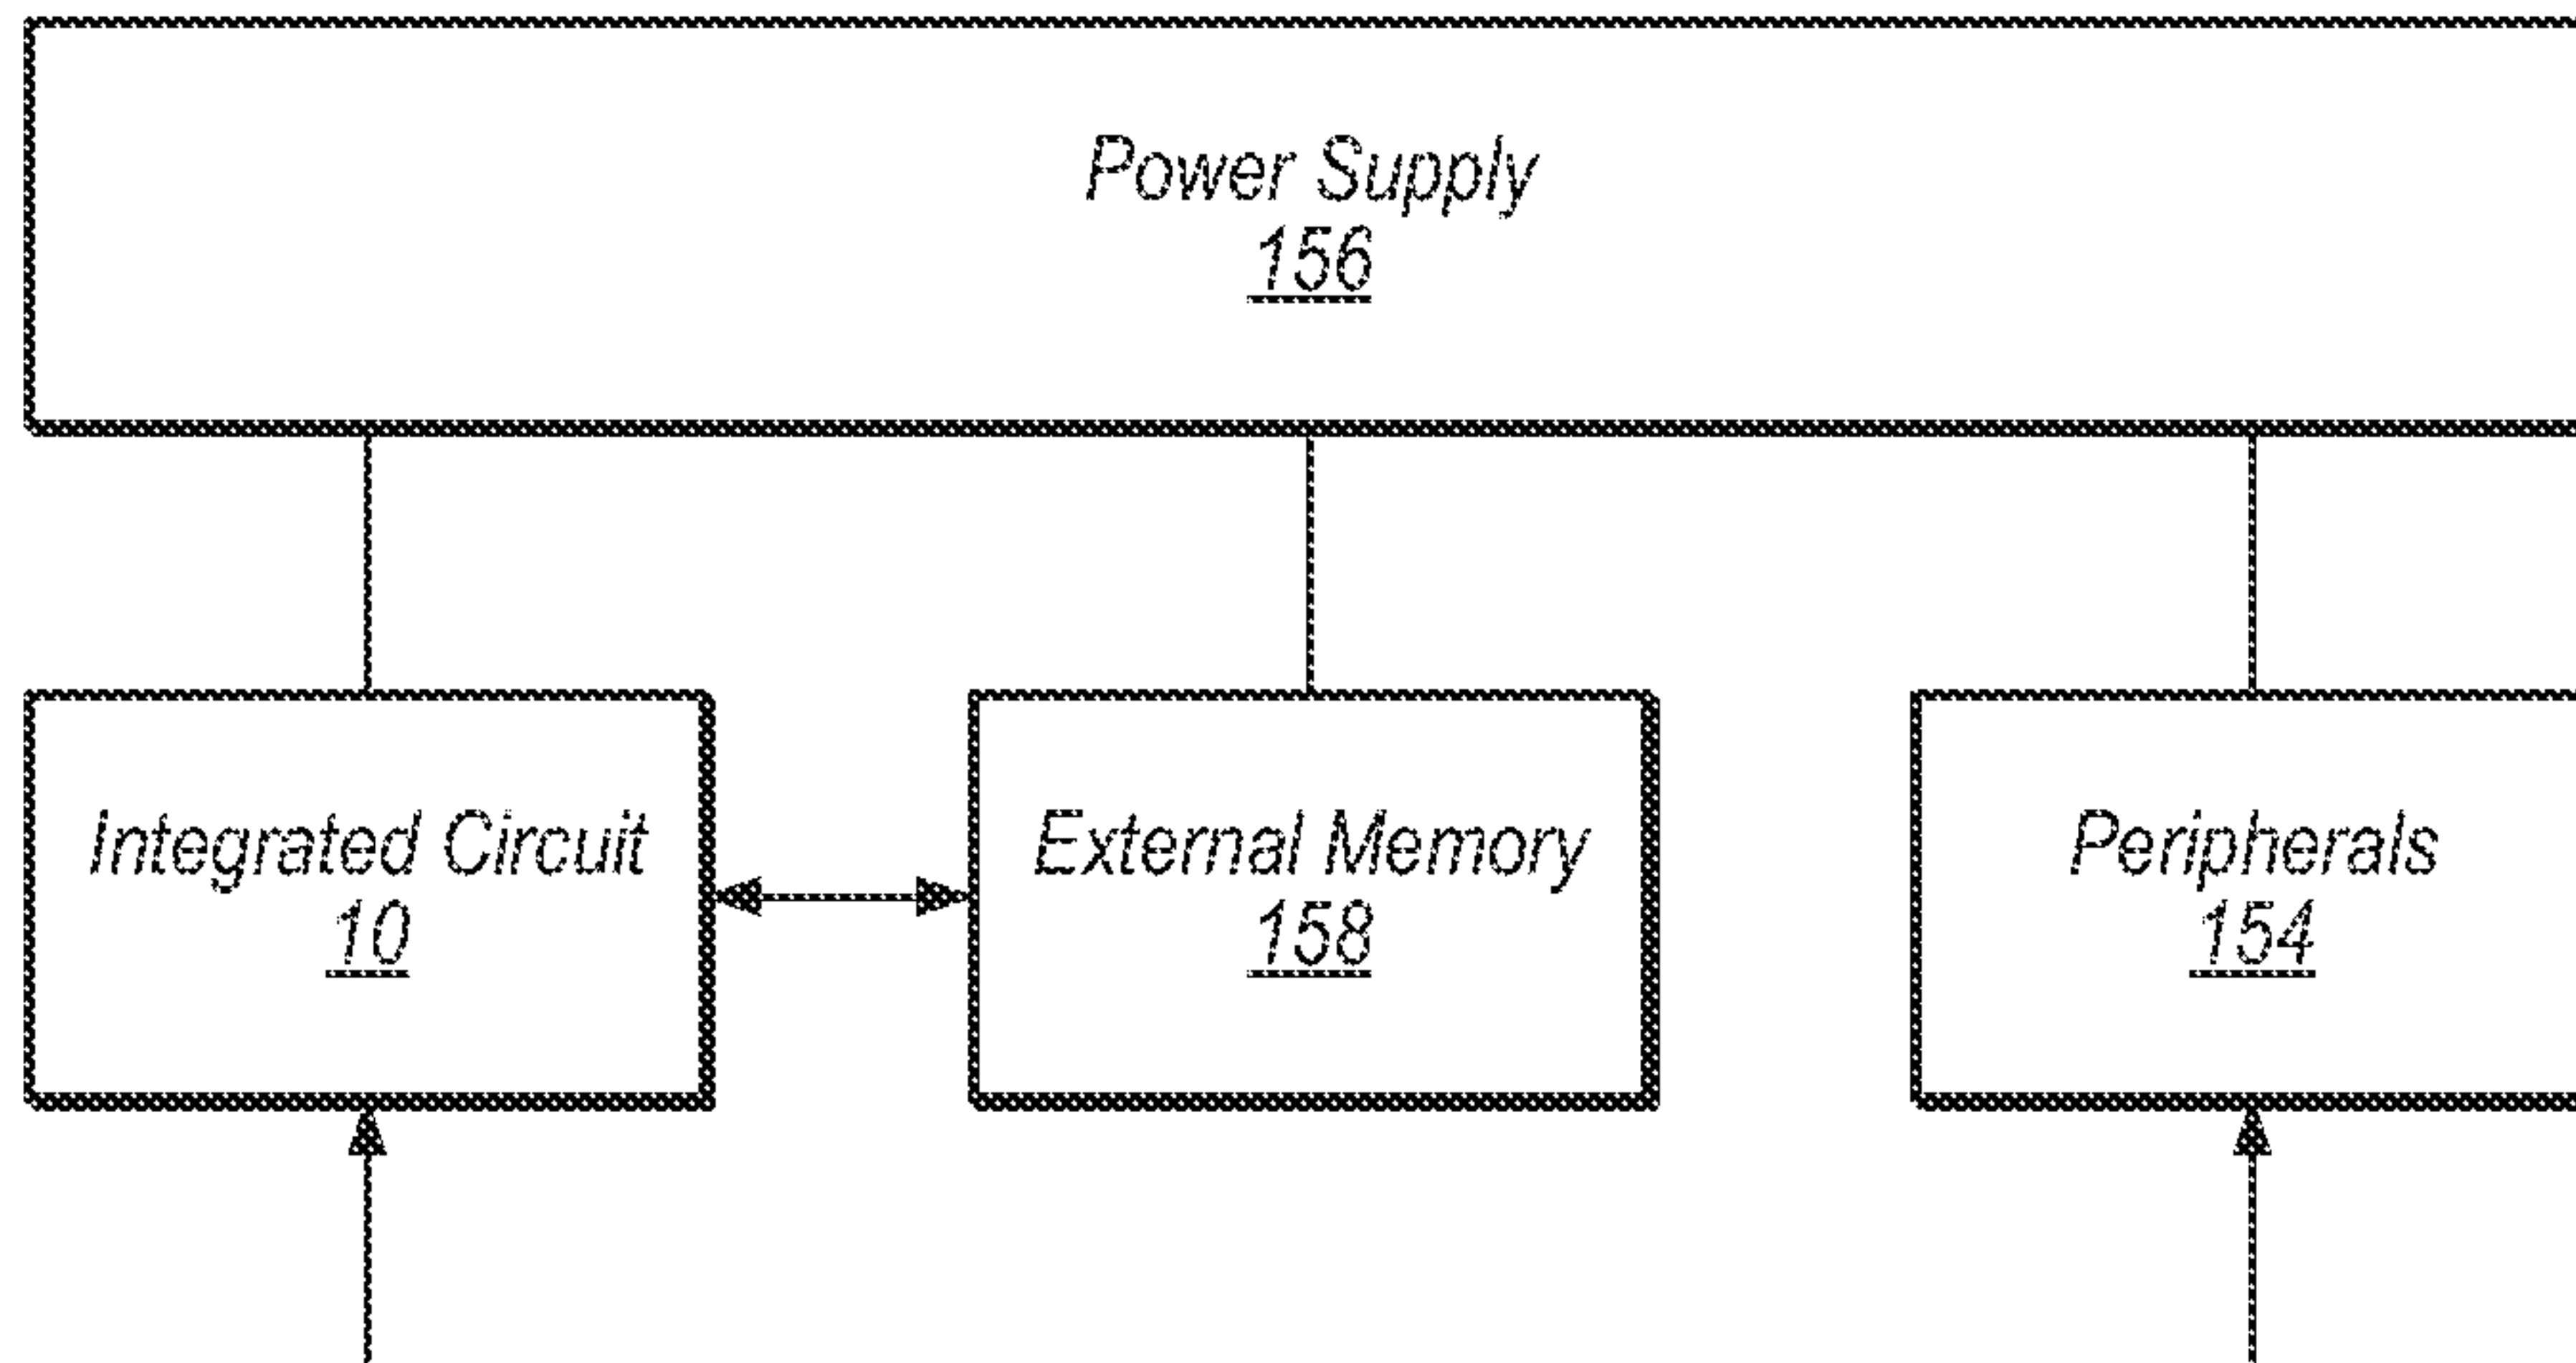 Power Supply
156
Integrated Circuit
10
External Memory
158
Peripherals
154